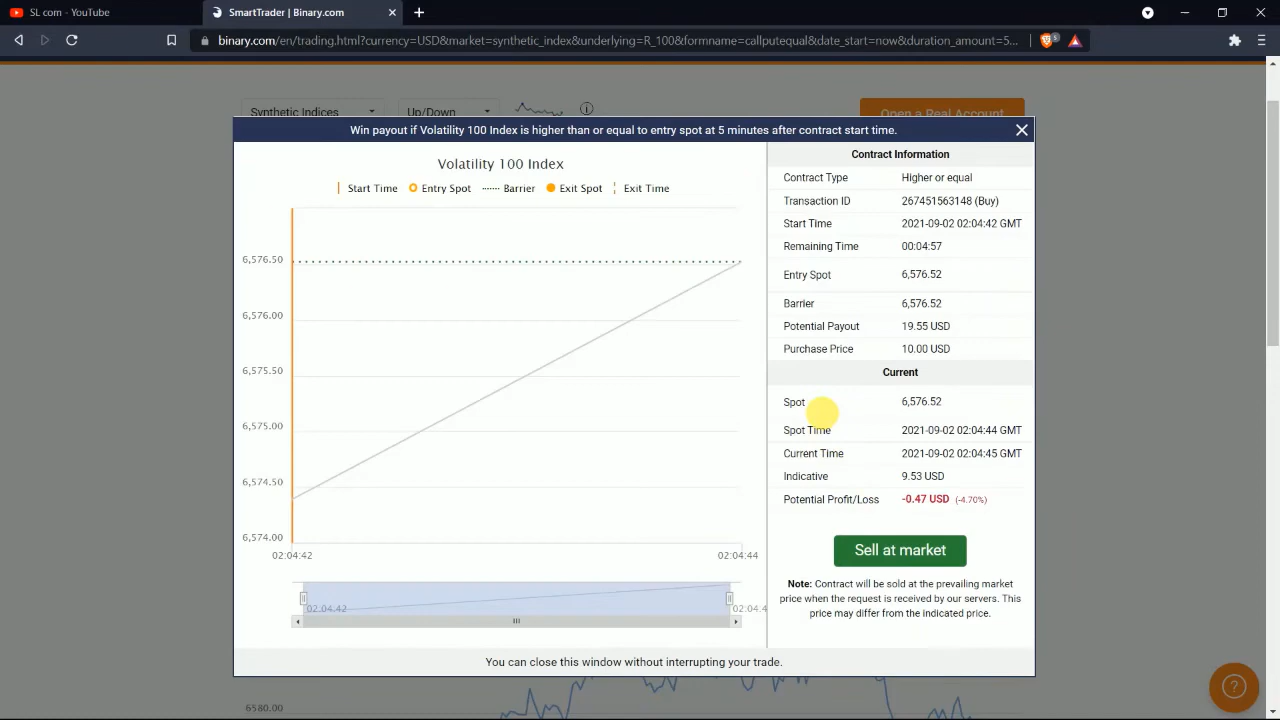 SL com - YouTube
SmartTrader | Binary.com
binary.com/en/trading.html?currency=USD&market=synthetic_index&underlying=R_100&formname=callputequal&date_start=now&duration_amount=5...
5
Synthetic Indices
Up/Down
Open a Real Account
Win payout if Volatility 100 Index is higher than or equal to entry spot at 5 minutes after contract start time.
Volatility 100 Index
Start Time Entry Spot Barrier Exit Spot Exit Time
6,576.50
6,576.00
6,575.50
6,575.00
6,574.50
6,574.00
02:04:42 02:04:44
02:04:42 02:04:4
Contract Information
Contract Type Higher or equal
Transaction ID 267451563148 (Buy)
Start Time 2021-09-02 02:04:42 GMT
Remaining Time 00:04:57
Entry Spot 6,576.52
Barrier 6,576.52
Potential Payout 19.55 USD
Purchase Price 10.00 USD
Current
Spot 6,576.52
Spot Time 2021-09-02 02:04:44 GMT
Current Time 2021-09-02 02:04:45 GMT
Indicative 9.53 USD
Potential Profit/Loss -0.47 USD (-4.70%)
Sell at market
Note: Contract will be sold at the prevailing market
price when the request is received by our servers. This
price may differ from the indicated price.
You can close this window without interrupting your trade.
6580.00